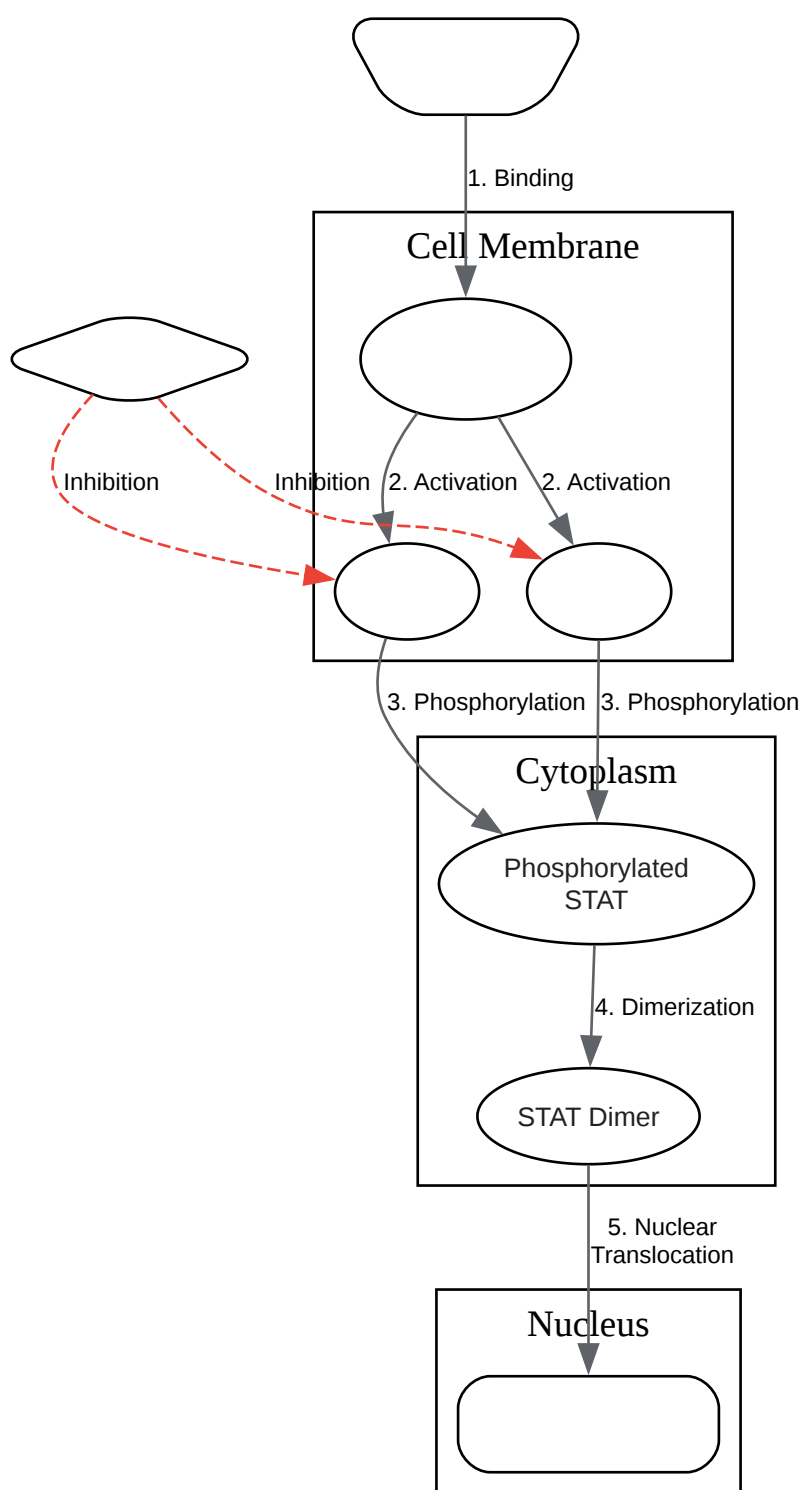 1. Binding
Cell Membrane
Inhibition
Inhibition
2. Activation
2. Activation
3. Phosphorylation
3. Phosphorylation
Cytoplasm
Phosphorylated
STAT
4. Dimerization
STAT Dimer
5. Nuclear
Translocation
Nucleus